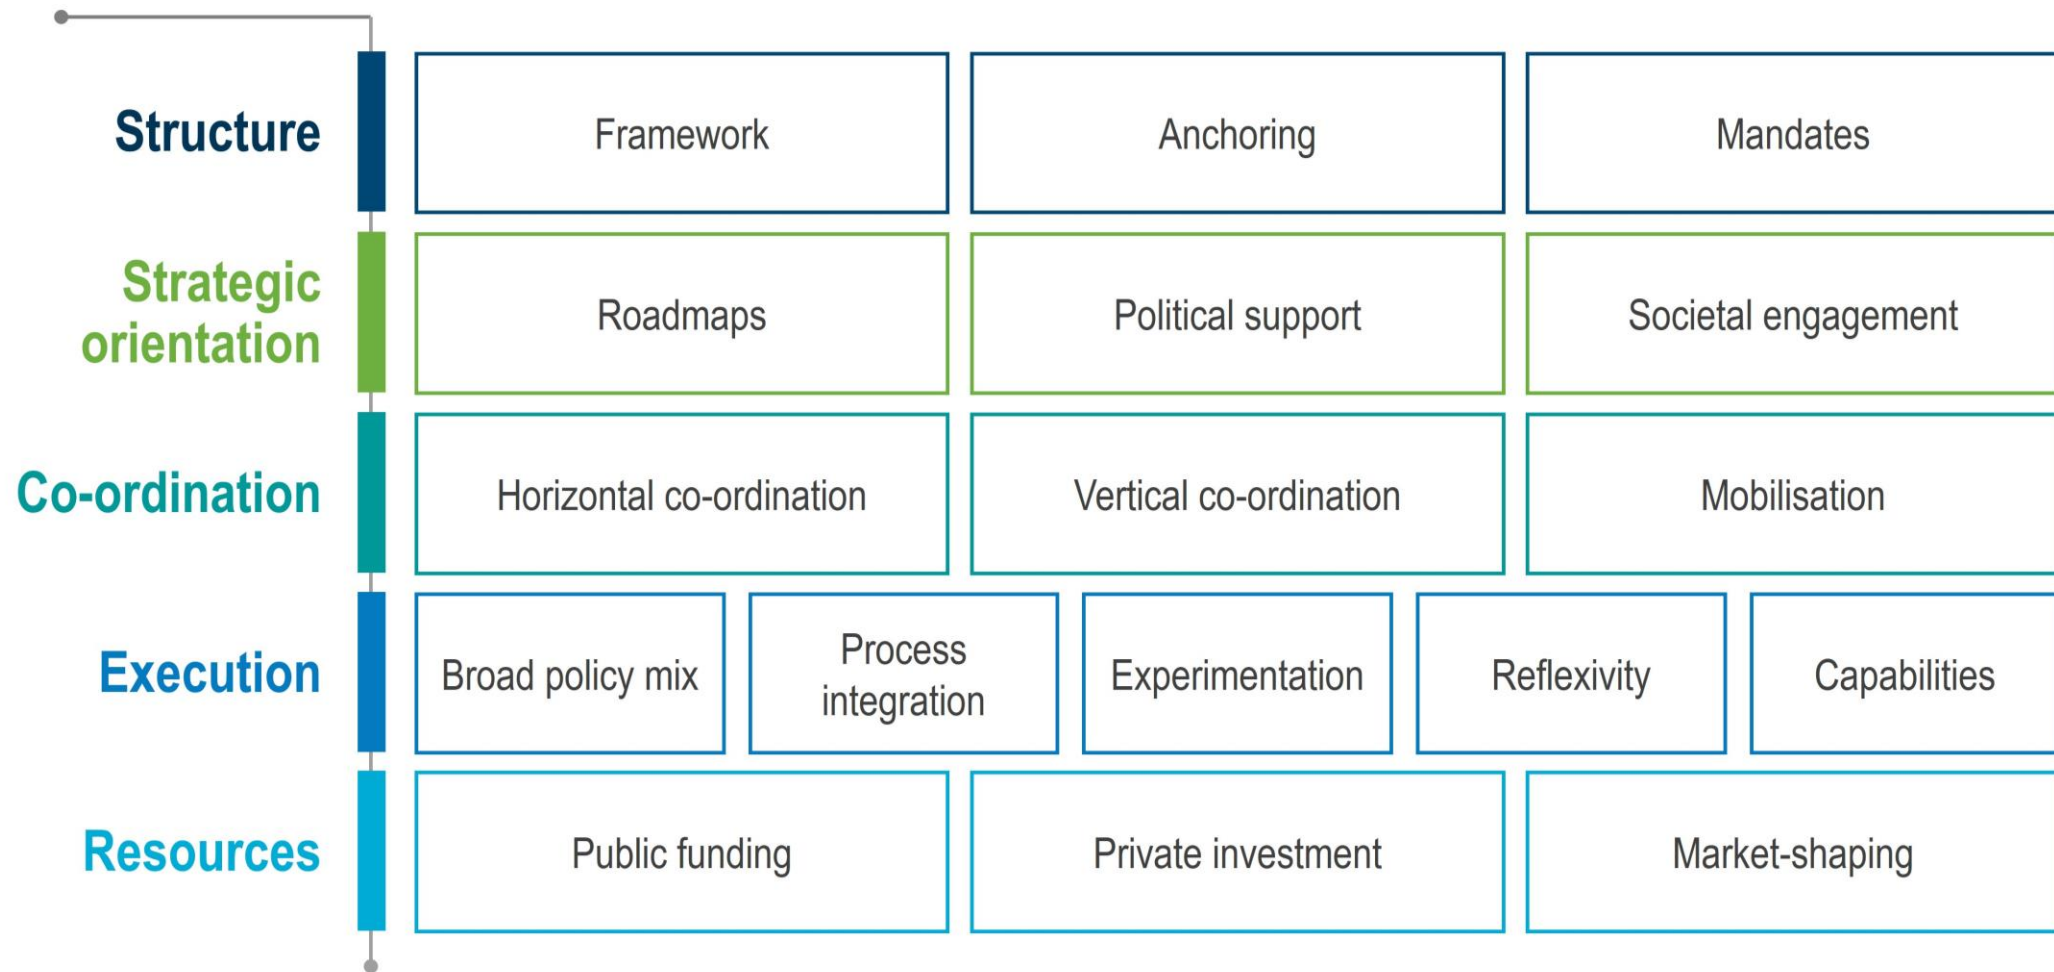 Structure
Framework
Anchoring
Mandates
Strategic
orientation
Roadmaps
Political support
Societal engagement
Co-ordination
Horizontal co-ordination
Vertical co-ordination
Mobilisation
Execution
Broad policy mix
Process
integration
Experimentation
Reflexivity
Capabilities
Resources
Public funding
Private investment
Market-shaping